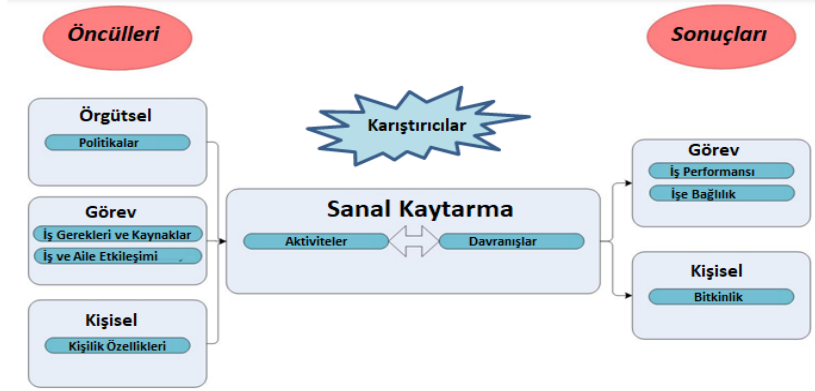 Öncülleri
Sonuçları
Örgütsel
Politikalar
Görev
İş Gerekleri ve Kaynaklar
İş ve Aile Etkileşimi
Kişisel
Kişilik Özellikleri
Karıştırıcılar
Sanal Kaytarma
Aktiviteler
Davranışlar
Görev
İş Performansı
İşe Bağlılık
Kişisel
Bitkinlik